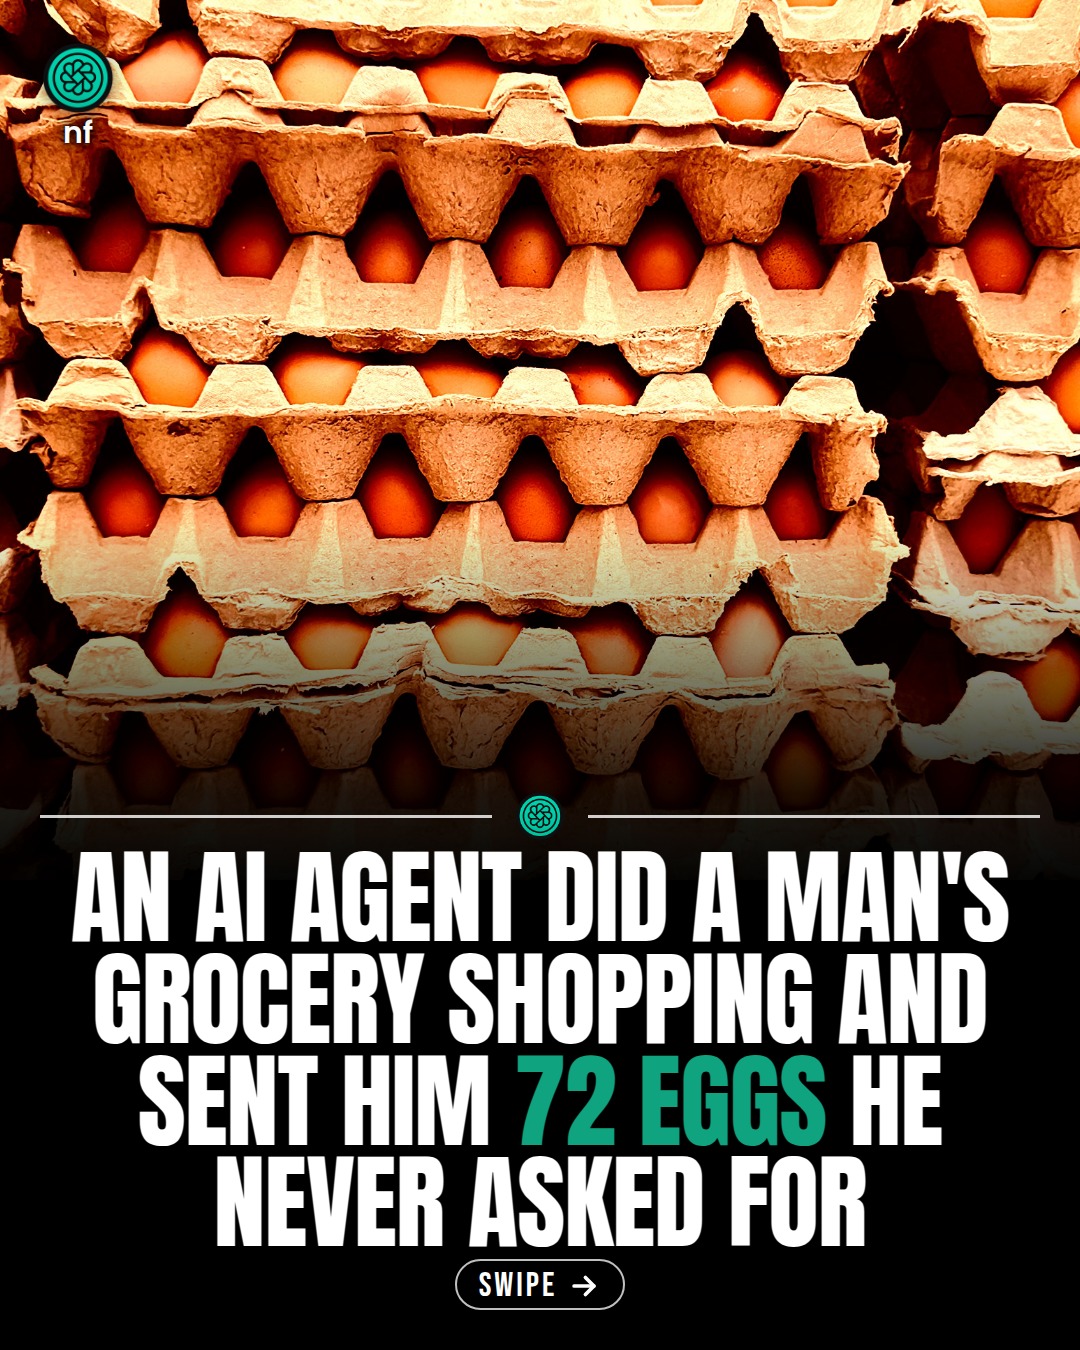 nf
AN AI AGENT DID A MAN'S
GROCERY SHOPPING AND
SENT HIM 72 EGGS HE
NEVER ASKED FOR
SWIPE